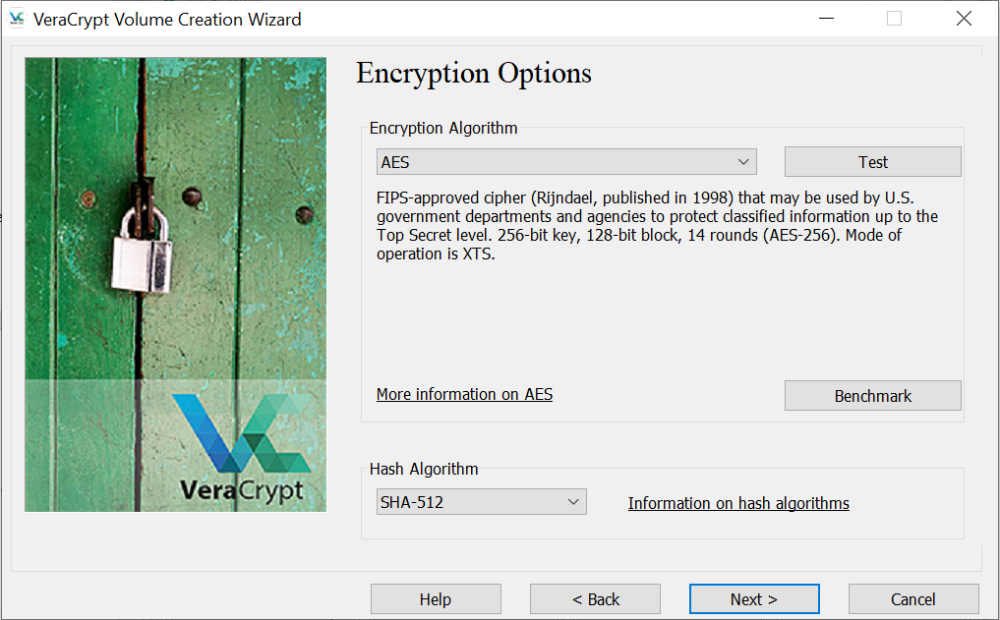 VeraCrypt Volume Creation Wizard
Encryption Options
Encryption Algorithm
AES
Test
FIPS-approved cipher (Rijndael, published in 1998) that may be used by U.S.
government departments and agencies to protect classified information up to the
Top Secret level. 256-bit key, 128-bit block, 14 rounds (AES-256). Mode of
operation is XTS.
More information on AES
Benchmark
VeraCrypt
Hash Algorithm
SHA-512
Information on hash algorithms
Help
< Back
Next >
Cancel